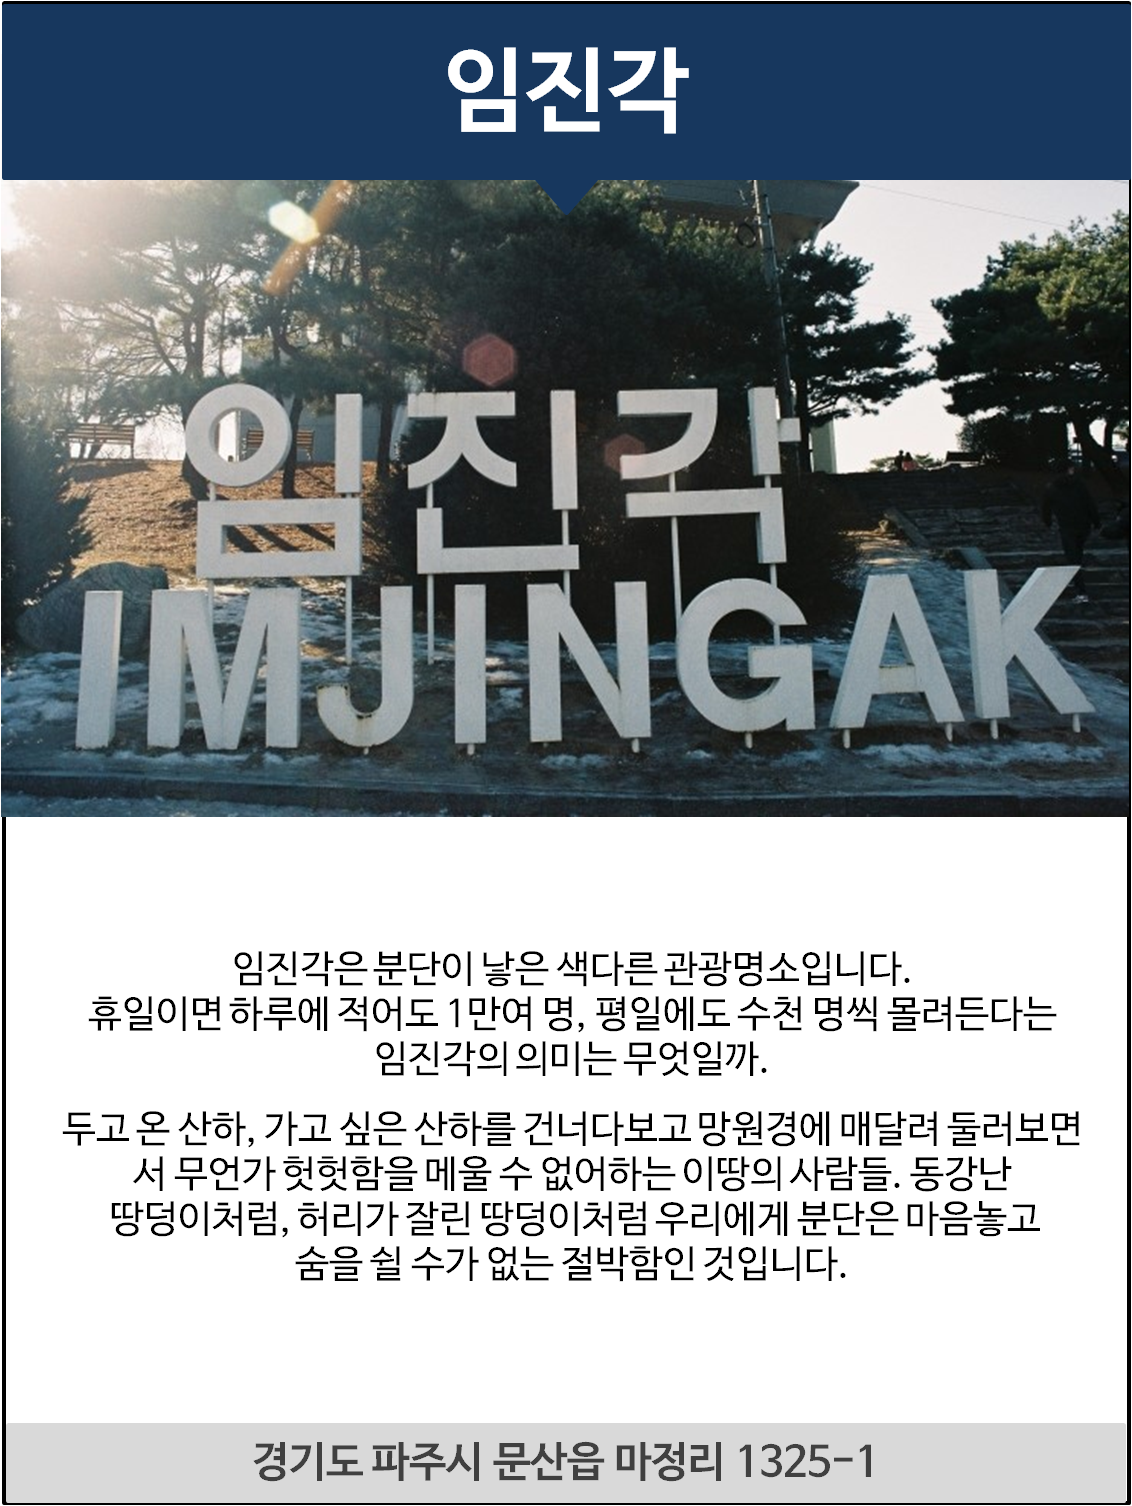 임진각
임진각
IMJINGAK
임진각은 분단이 낳은 색다른 관광명소입니다.
휴일이면 하루에 적어도 1만여 명, 평일에도 수천 명씩 몰려든다는
임진각의 의미는 무엇일까.
두고 온 산하, 가고 싶은 산하를 건너다보고 망원경에 매달려 둘러보면
서 무언가 헛헛함을 메울 수 없어하는 이땅의 사람들. 동강난
땅덩이처럼, 허리가 잘린 땅덩이처럼 우리에게 분단은 마음놓고
숨을 쉴 수가 없는 절박함인 것입니다.
경기도 파주시 문산읍 마정리 1325-1